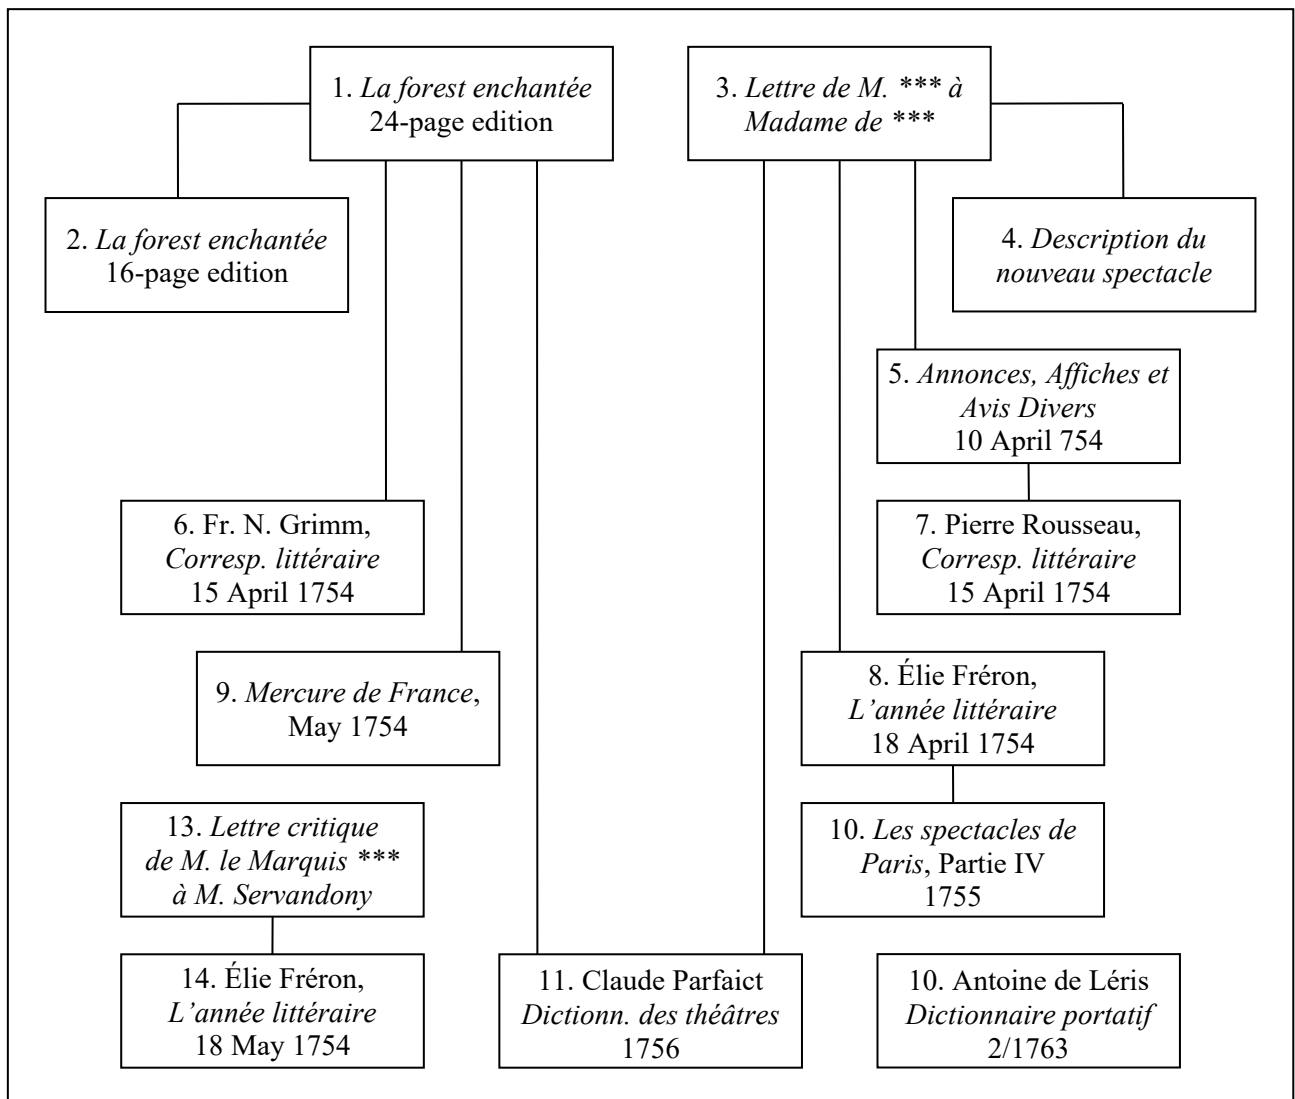 1. La forest enchantée
24-page edition
3. Lettre de M. *** à
Madame de ***
2. La forest enchantée
16-page edition
4. Description du
nouveau spectacle
5. Annonces, Affiches et
Avis Divers
10 April 754
6. Fr. N. Grimm,
Corresp. littéraire
15 April 1754
7. Pierre Rousseau,
Corresp. littéraire
15 April 1754
9. Mercure de France,
May 1754
8. Élie Fréron,
L’année littéraire
18 April 1754
13. Lettre critique
de M. le Marquis ***
à M. Servandony
10. Les spectacles de
Paris, Partie IV
1755
14. Élie Fréron,
L’année littéraire
18 May 1754
11. Claude Parfaict
Dictionn. des théâtres
1756
10. Antoine de Léris
Dictionnaire portatif
2/1763